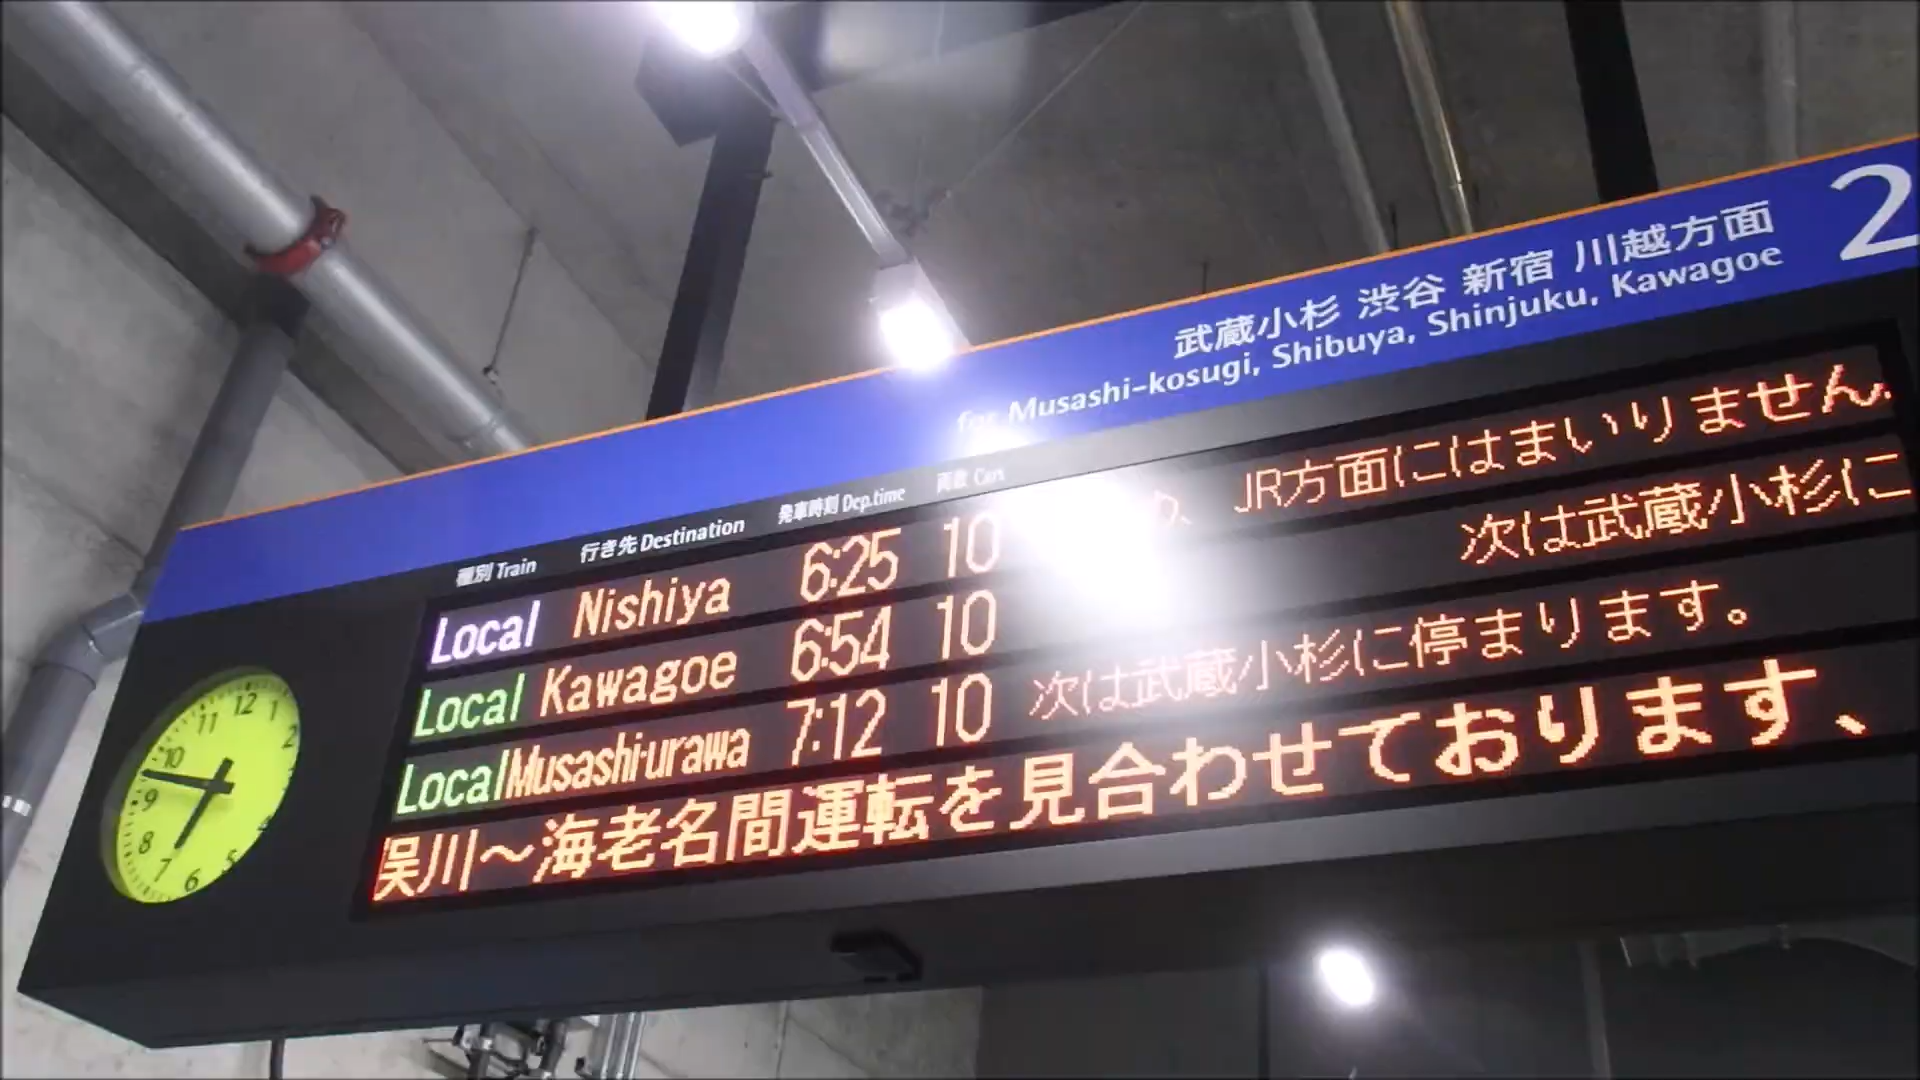 武蔵小杉 渋谷 新宿 川越方面 2
for Musashi-kosugi, Shibuya, Shinjuku, Kawagoe
種別 Train 行き先 Destination 発車時刻 Dep.time 両数 Cars
Local Nishiya 6:25 10 り、 JR方面にはまいりません。
Local Kawagoe 6:54 10 次は武蔵小杉に
Local Musashi-urawa 7:12 10 次は武蔵小杉に停まります。
俣川～海老名間運転を見合わせております、
12 1 2 4 5 6 7 8 9 10 11